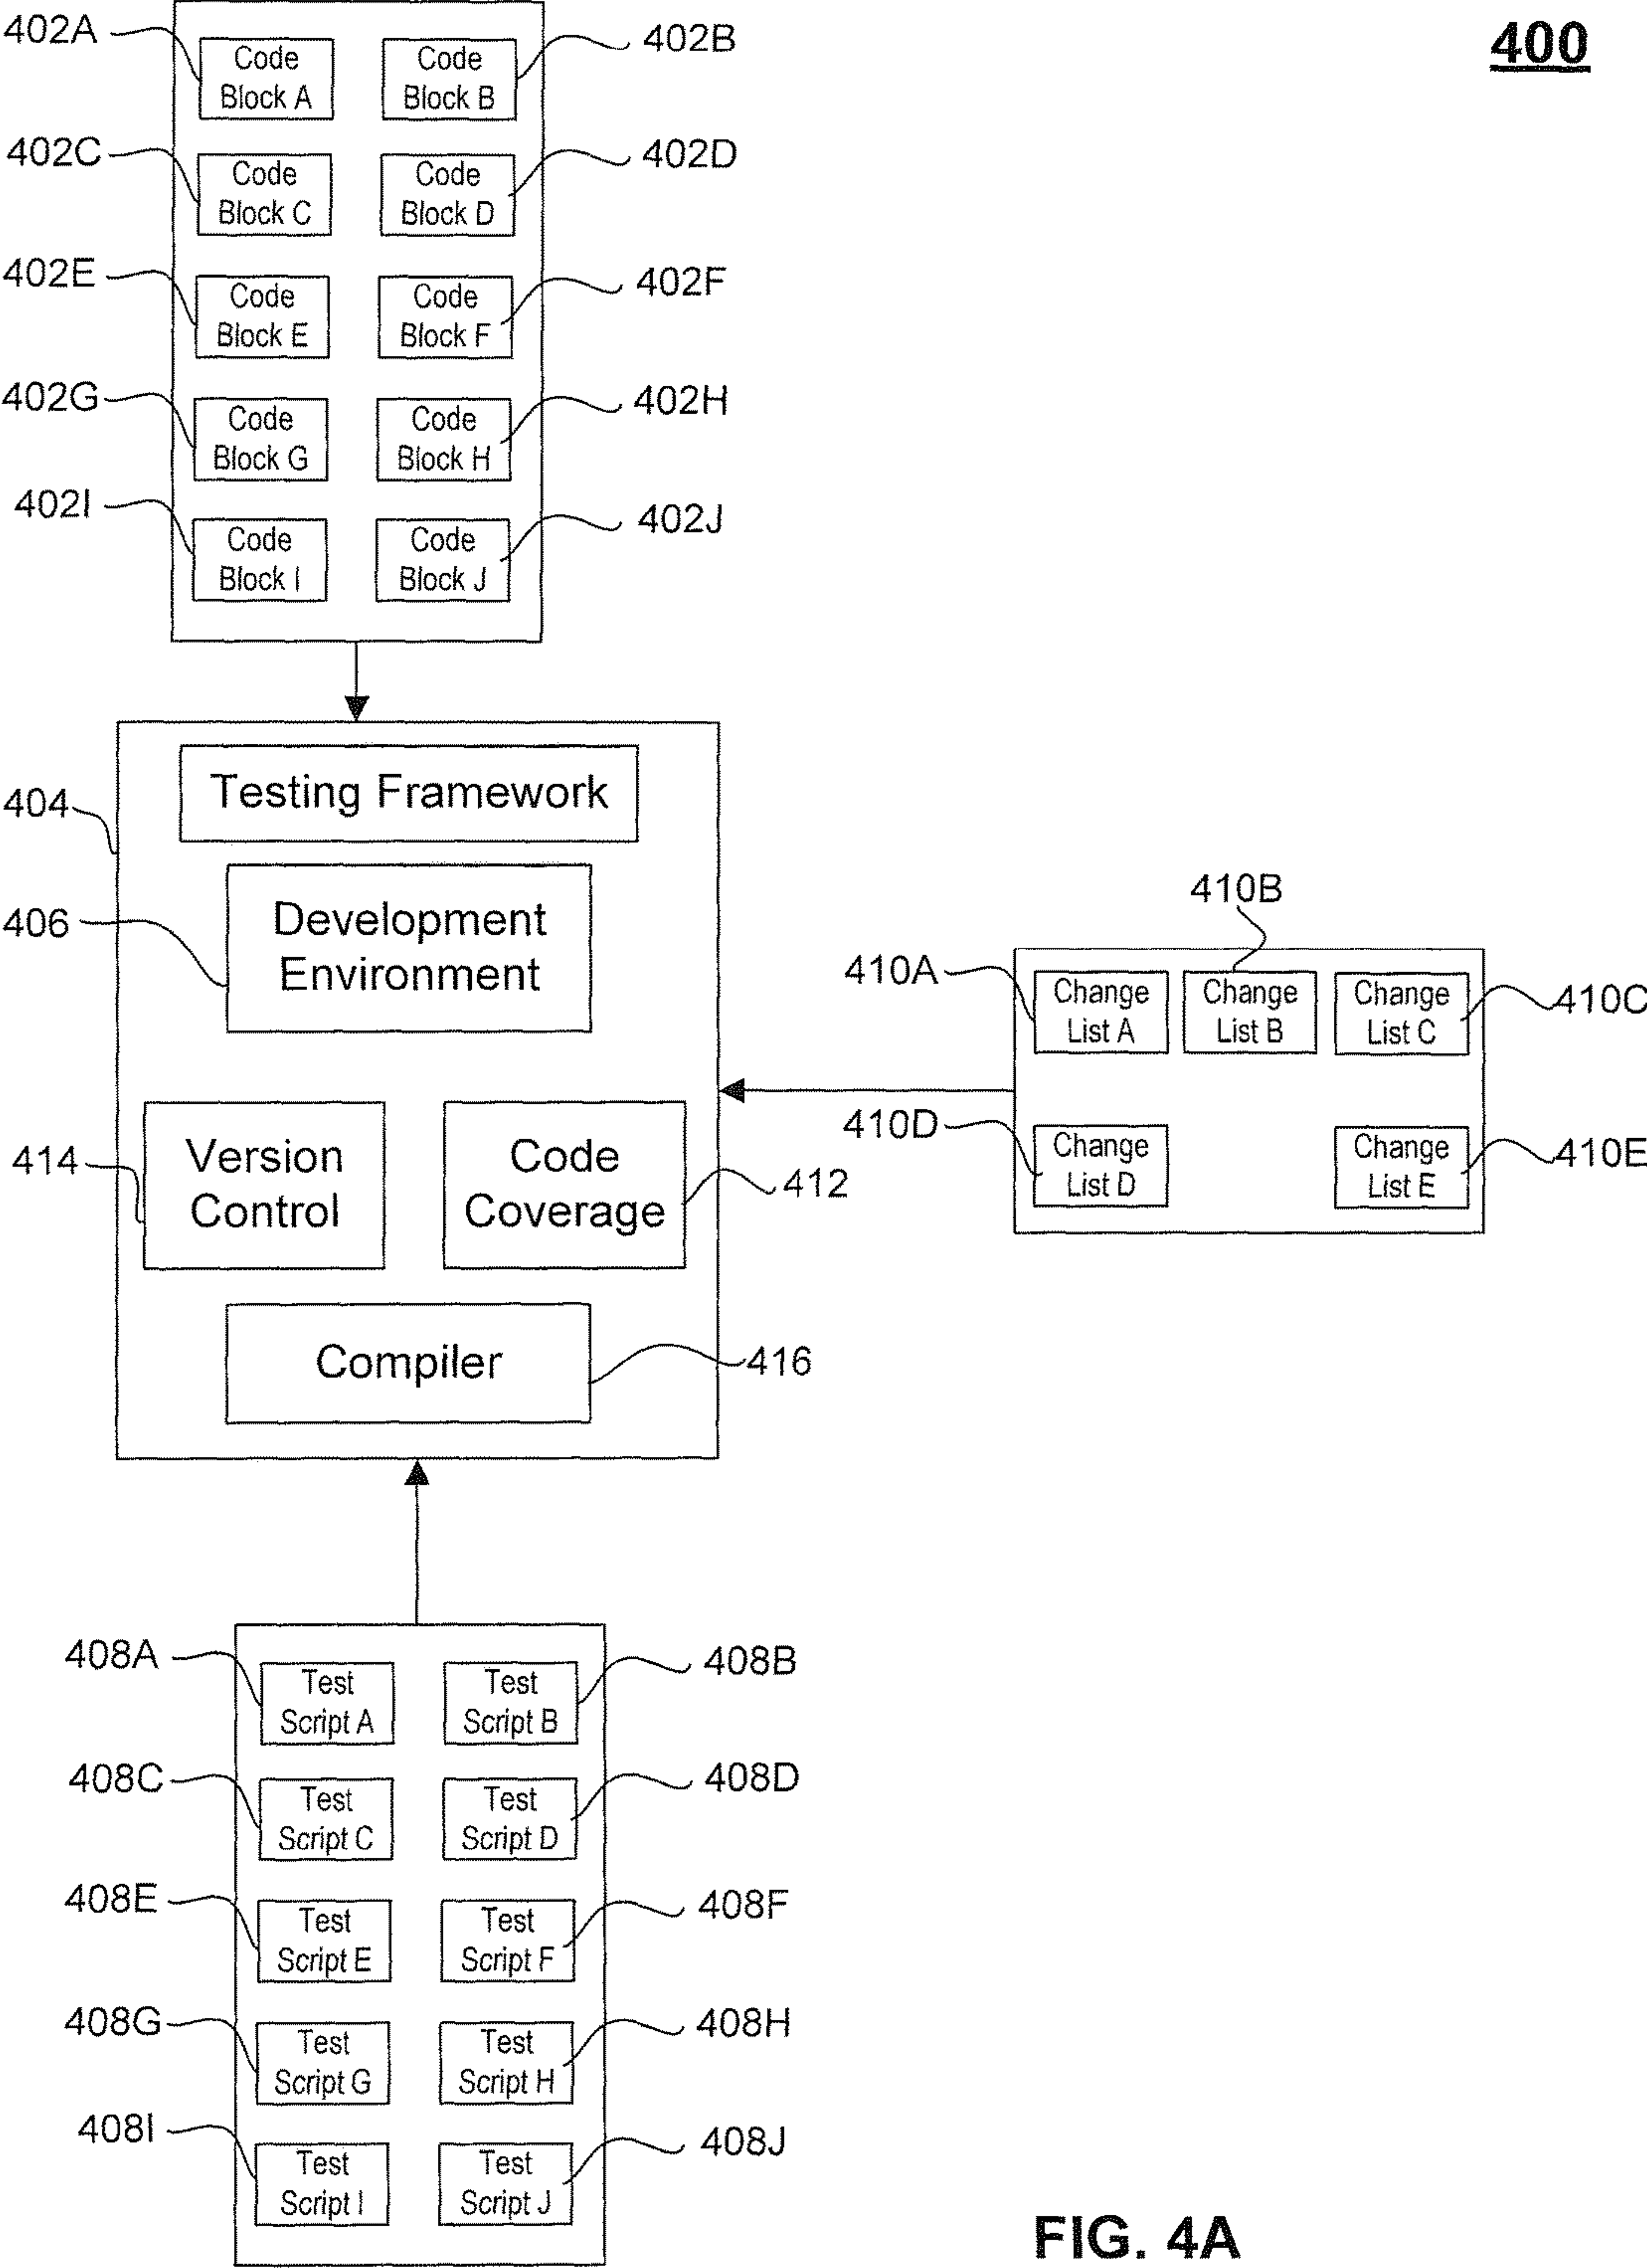 400
402A
Code
Block A
Code
Block B
402B
402C
Code
Block C
Code
Block D
402D
402E
Code
Block E
Code
Block F
402F
402G
Code
Block G
Code
Block H
402H
402I
Code
Block I
Code
Block J
402J
404
Testing Framework
406
Development
Environment
414
Version
Control
Code
Coverage
412
Compiler
416
410A
Change
List A
410B
Change
List B
Change
List C
410C
410D
Change
List D
Change
List E
410E
408A
Test
Script A
Test
Script B
408B
408C
Test
Script C
Test
Script D
408D
408E
Test
Script E
Test
Script F
408F
408G
Test
Script G
Test
Script H
408H
408I
Test
Script I
Test
Script J
408J
FIG. 4A